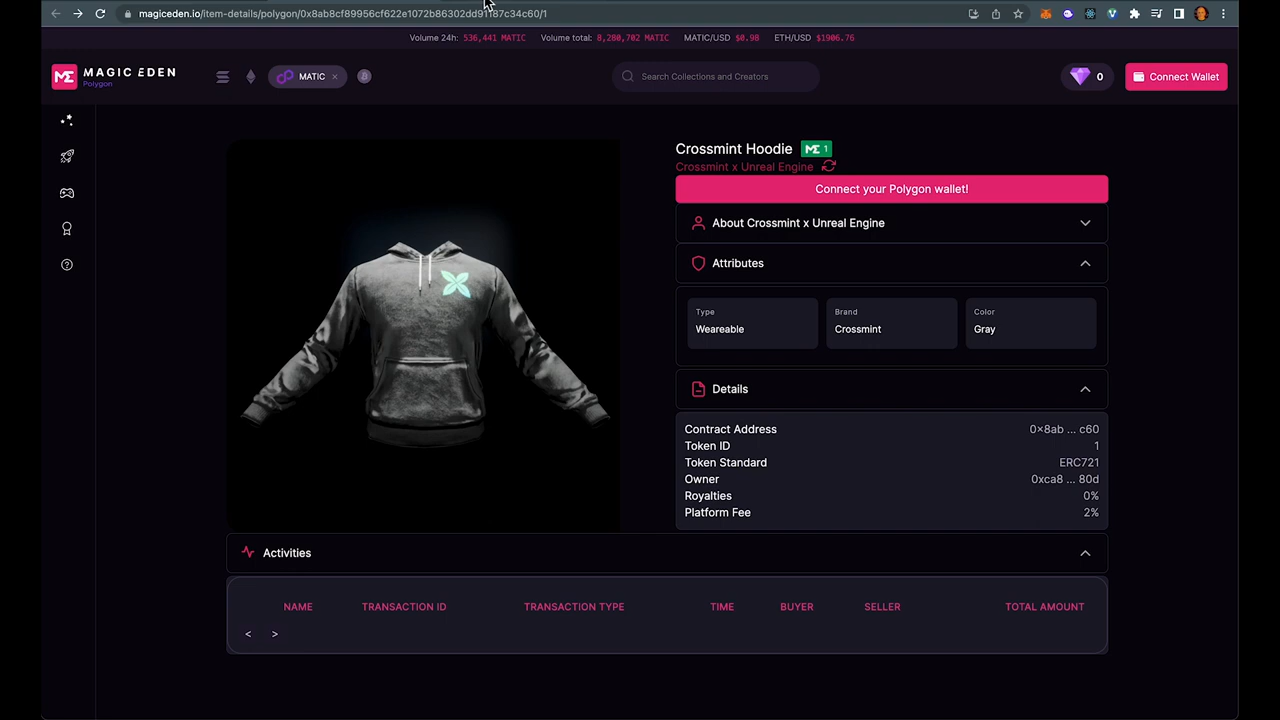 magiceden.io/item-details/polygon/0x8ab8cf89956cf622e1072b86302dd91187c34c60/1
Volume 24h: 536,441 MATIC Volume total: 8,280,702 MATIC MATIC/USD $0.98 ETH/USD $1906.76
MAGIC EDEN
Polygon
MATIC ×
Search Collections and Creators
0
Connect Wallet
Crossmint Hoodie ME 1
Crossmint x Unreal Engine
Connect your Polygon wallet!
About Crossmint x Unreal Engine
Attributes
Type
Weareable
Brand
Crossmint
Color
Gray
Details
Contract Address 0x8ab ... c60
Token ID 1
Token Standard ERC721
Owner 0xca8 ... 80d
Royalties 0%
Platform Fee 2%
Activities
NAME TRANSACTION ID TRANSACTION TYPE TIME BUYER SELLER TOTAL AMOUNT
< >